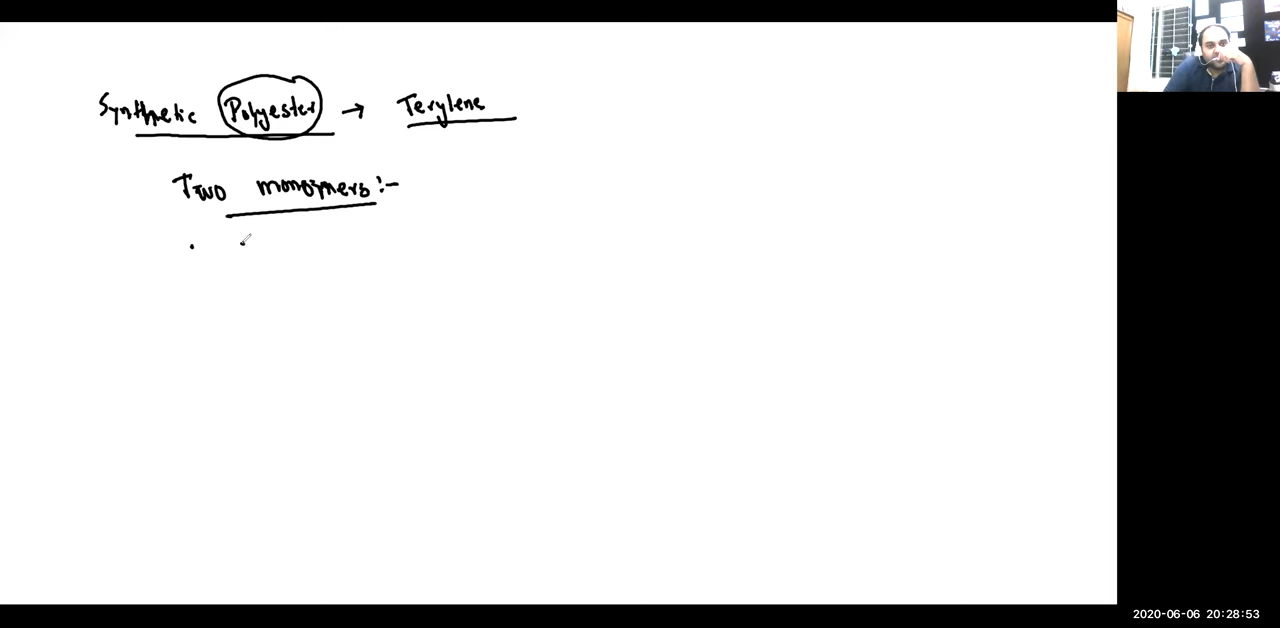 Synthetic Polyester → Terylene
Two monomers :-
2020-06-06 20:28:53